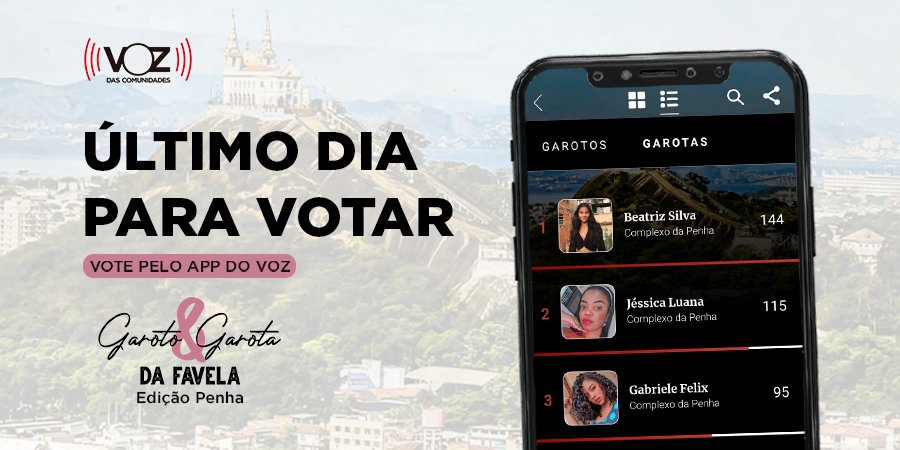 VOZ
DAS COMUNIDADES
ÚLTIMO DIA
PARA VOTAR
VOTE PELO APP DO VOZ
Garoto & Garota
DA FAVELA
Edição Penha
GAROTOS GAROTAS
1 Beatriz Silva 144
Complexo da Penha
2 Jéssica Luana 115
Complexo da Penha
3 Gabriele Felix 95
Complexo da Penha